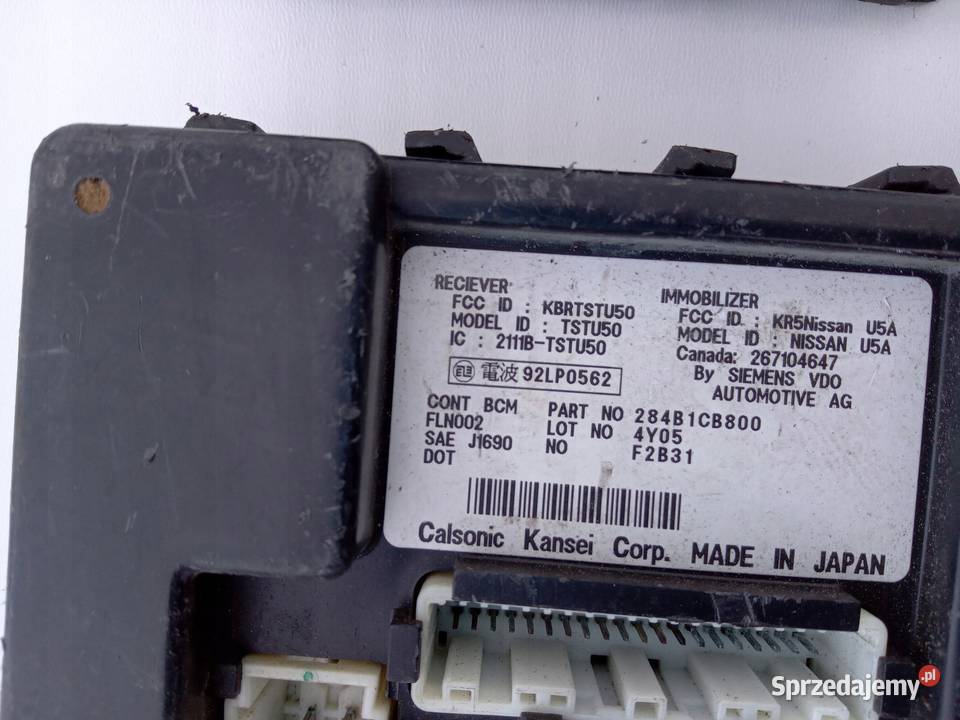 RECIEVER
FCC ID : KBRTSTU50
MODEL ID : TSTU50
IC : 2111B-TSTU50
電波 92LP0562
IMMOBILIZER
FCC ID : KR5Nissan U5A
MODEL ID : NISSAN U5A
Canada: 267104647
By SIEMENS VDO
AUTOMOTIVE AG
CONT BCM
FLN002
SAE J1690
DOT
PART NO 284B1CB800
LOT NO 4Y05
NO F2B31
Calsonic Kansei Corp. MADE IN JAPAN
Sprzedajemy.pl